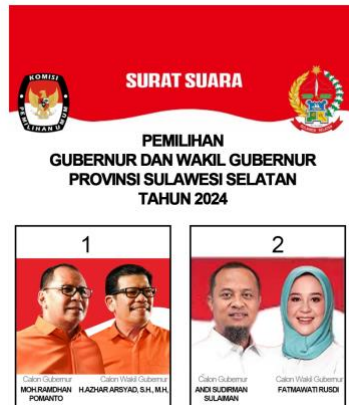 KOMISI
PEMILIHAN UMUM
SURAT SUARA
PEMILIHAN
GUBERNUR DAN WAKIL GUBERNUR
PROVINSI SULAWESI SELATAN
TAHUN 2024
1
2
Calon Gubernur
MOH.RAMDHAN
POMANTO
Calon Wakil Gubernur
H.AZHAR ARSYAD, S.H., M.H.
Calon Gubernur
ANDI SUDIRMAN
SULAIMAN
Calon Wakil Gubernur
FATMAWATI RUSDI